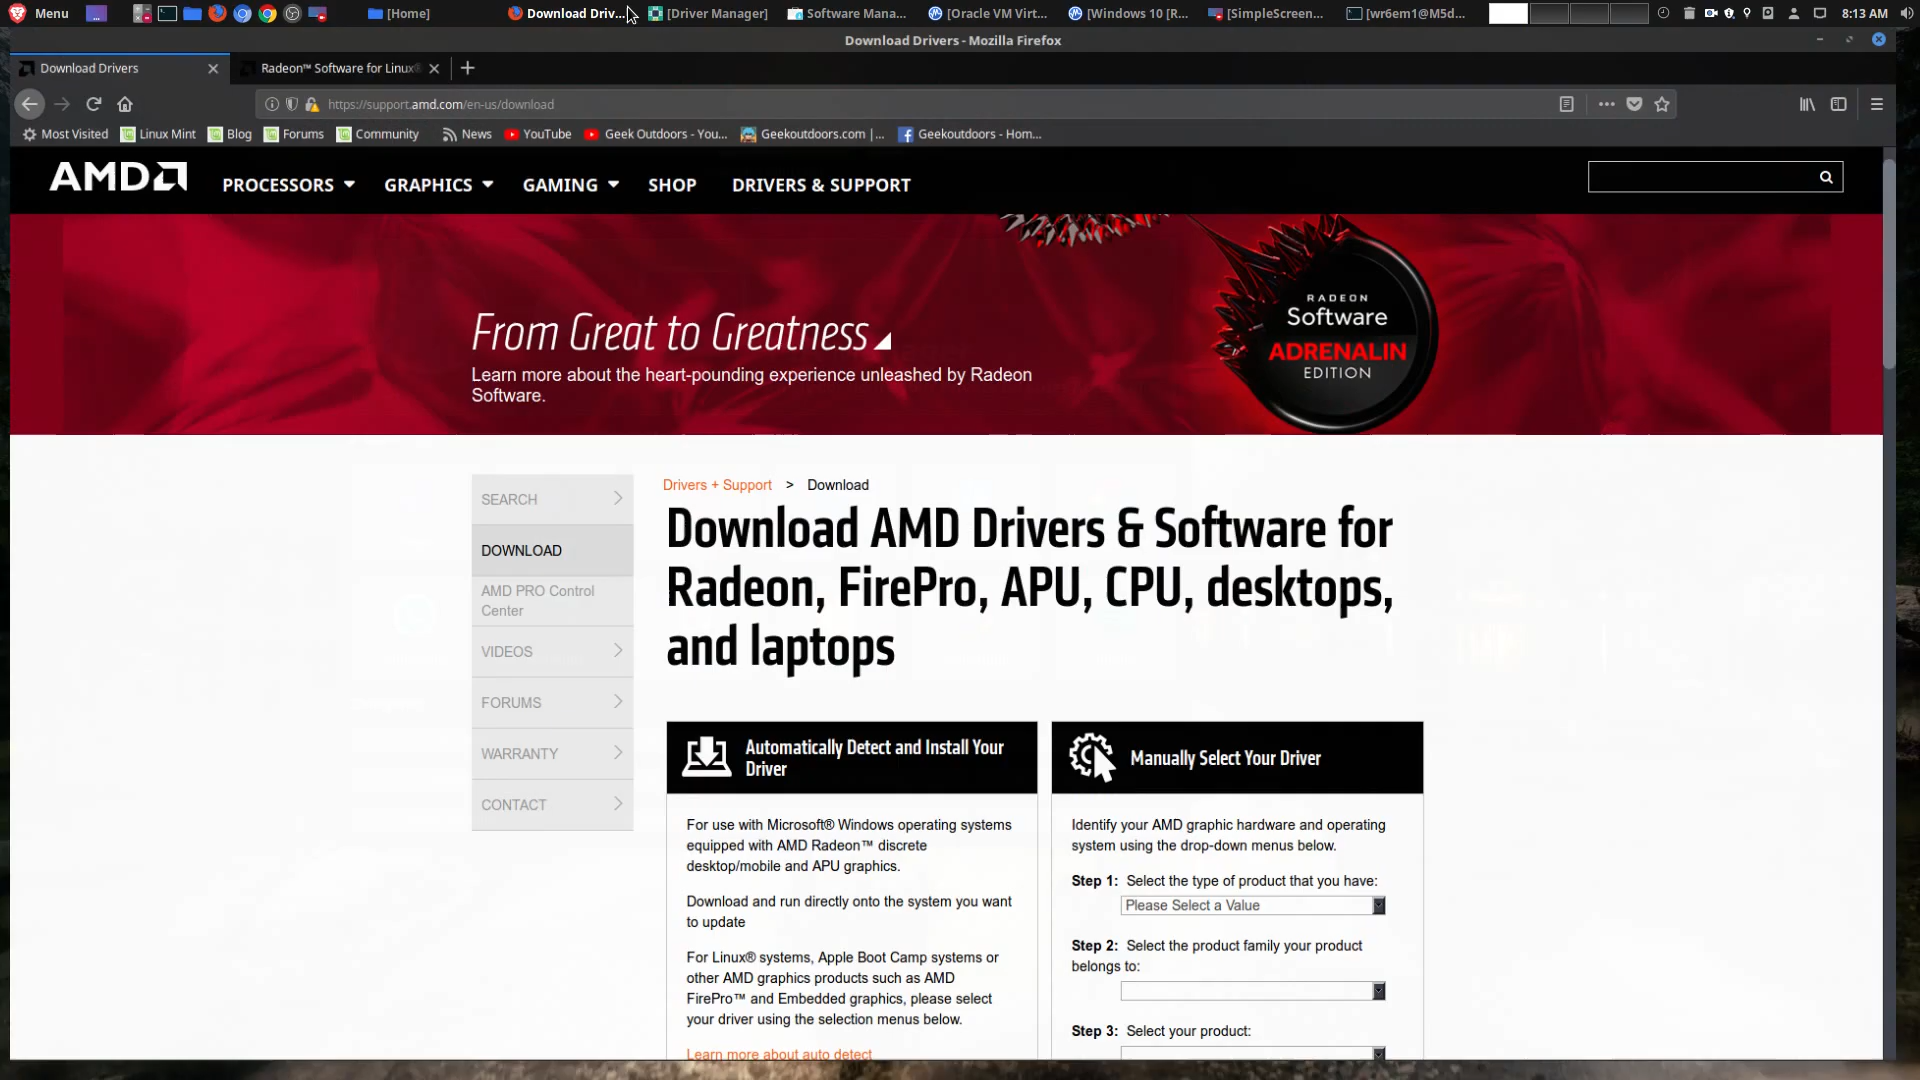 Menu
[Home]
Download Driv...
[Driver Manager]
Software Mana...
[Oracle VM Virt...
[Windows 10 [R...
[SimpleScreen...
[wr6em1@M5d...
8:13 AM
Download Drivers - Mozilla Firefox
Download Drivers
Radeon™ Software for Linux®
https://support.amd.com/en-us/download
Most Visited
Linux Mint
Blog
Forums
Community
News
YouTube
Geek Outdoors - You...
Geekoutdoors.com |...
Geekoutdoors - Hom...
AMD
PROCESSORS
GRAPHICS
GAMING
SHOP
DRIVERS & SUPPORT
From Great to Greatness
Learn more about the heart-pounding experience unleashed by Radeon
Software.
RADEON
Software
ADRENALIN
EDITION
SEARCH
DOWNLOAD
AMD PRO Control
Center
VIDEOS
FORUMS
WARRANTY
CONTACT
Drivers + Support > Download
Download AMD Drivers & Software for
Radeon, FirePro, APU, CPU, desktops,
and laptops
Automatically Detect and Install Your
Driver
For use with Microsoft® Windows operating systems
equipped with AMD Radeon™ discrete
desktop/mobile and APU graphics.
Download and run directly onto the system you want
to update
For Linux® systems, Apple Boot Camp systems or
other AMD graphics products such as AMD
FirePro™ and Embedded graphics, please select
your driver using the selection menus below.
Learn more about auto detect
Manually Select Your Driver
Identify your AMD graphic hardware and operating
system using the drop-down menus below.
Step 1: Select the type of product that you have:
Please Select a Value
Step 2: Select the product family your product
belongs to:
Step 3: Select your product: